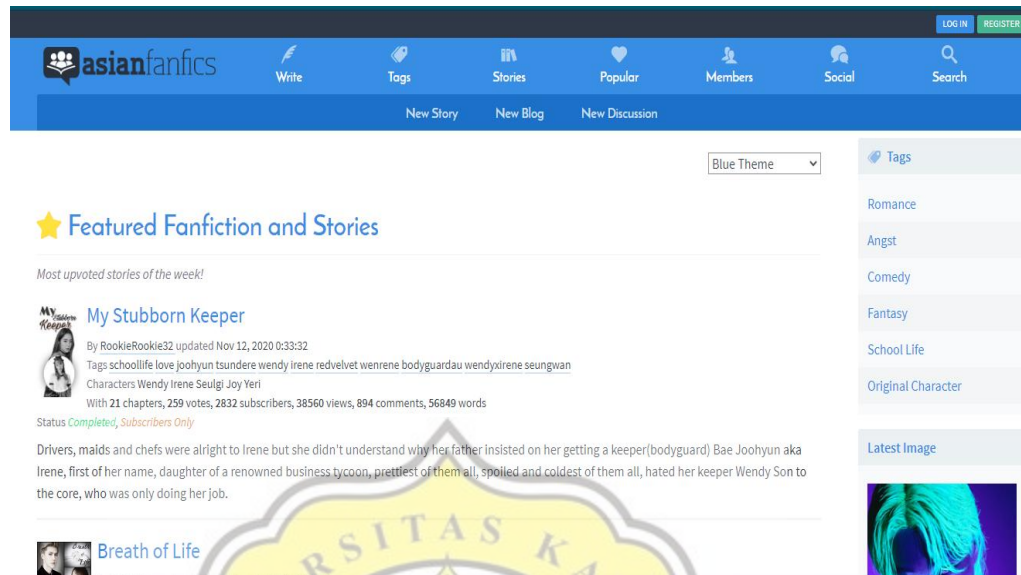 LOG IN REGISTER
asianfanfics
Write Tags Stories Popular Members Social Search
New Story New Blog New Discussion
Blue Theme
Featured Fanfiction and Stories
Most upvoted stories of the week!
My Stubborn Keeper
My Stubborn Keeper
By RookieRookie32 updated Nov 12, 2020 0:33:32
Tags schoollife love joohyun tsundere wendy irene redvelvet wenrene bodyguardau wendyxirene seungwan
Characters Wendy Irene Seulgi Joy Yeri
With 21 chapters, 259 votes, 2832 subscribers, 38560 views, 894 comments, 56849 words
Status Completed, Subscribers Only
Drivers, maids and chefs were alright to Irene but she didn't understand why her father insisted on her getting a keeper(bodyguard) Bae Joohyun aka
Irene, first of her name, daughter of a renowned business tycoon, prettiest of them all, spoiled and coldest of them all, hated her keeper Wendy Son to
the core, who was only doing her job.
Breath of Life
RSITAS KA
Tags
Romance
Angst
Comedy
Fantasy
School Life
Original Character
Latest Image